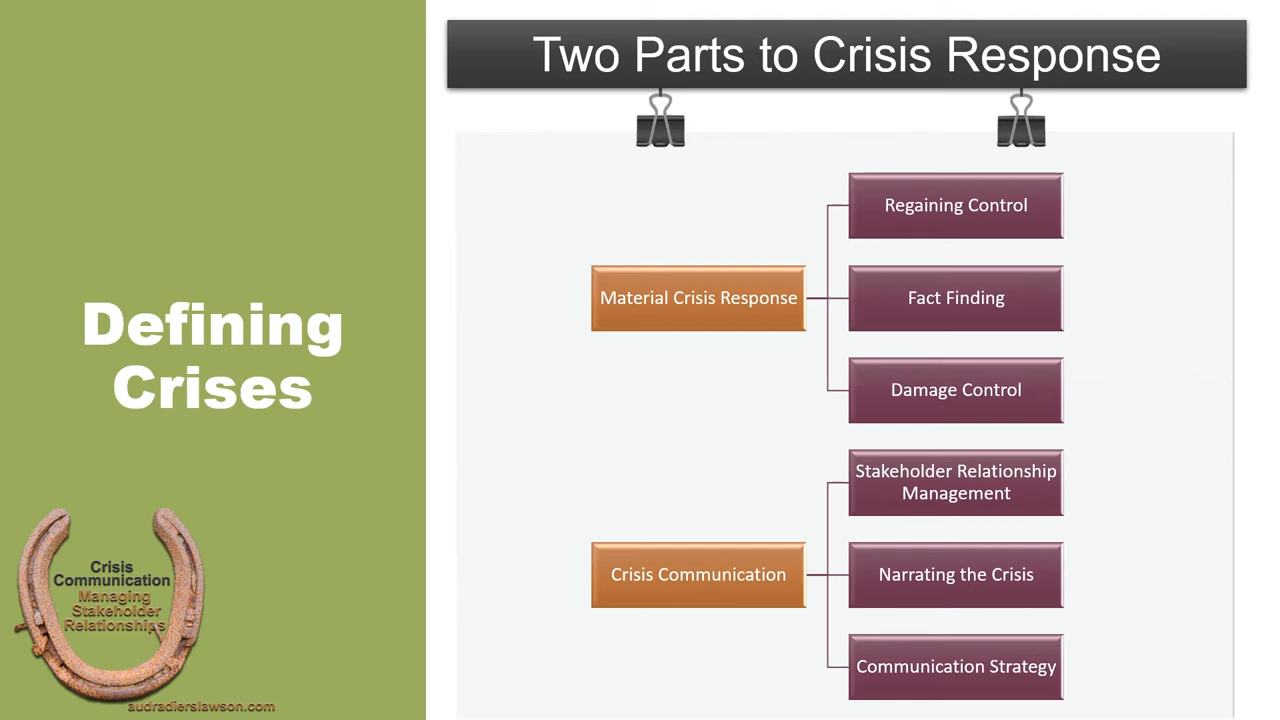 Two Parts to Crisis Response
Defining
Crises
Material Crisis Response
Regaining Control
Fact Finding
Damage Control
Crisis Communication
Stakeholder Relationship
Management
Narrating the Crisis
Communication Strategy
Crisis
Communication
Managing
Stakeholder
Relationships
audradierslawson.com